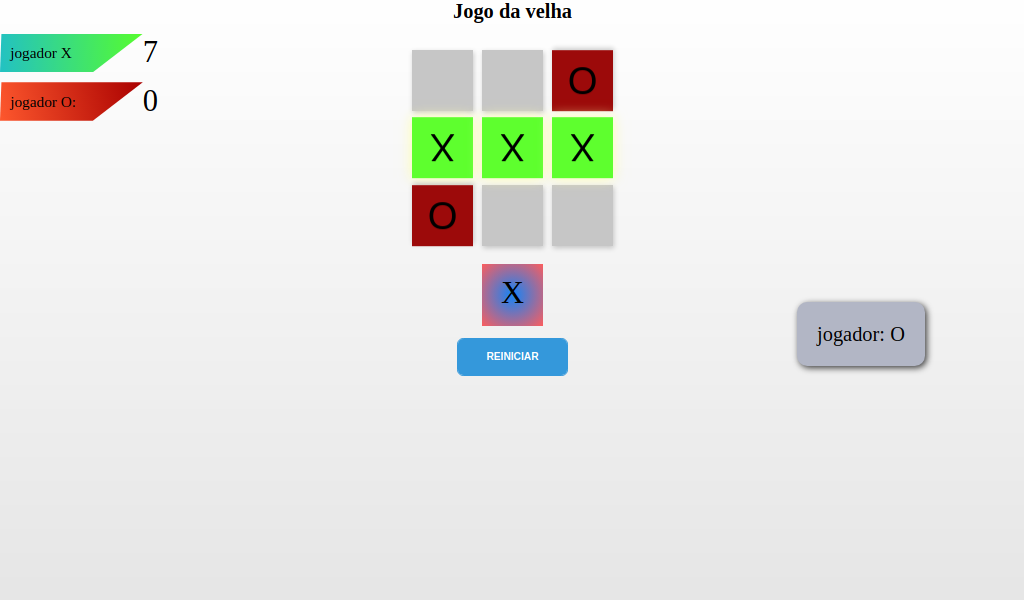 Jogo da velha
jogador X 7
jogador O: 0
O
X X X
O
X
REINICIAR
jogador: O